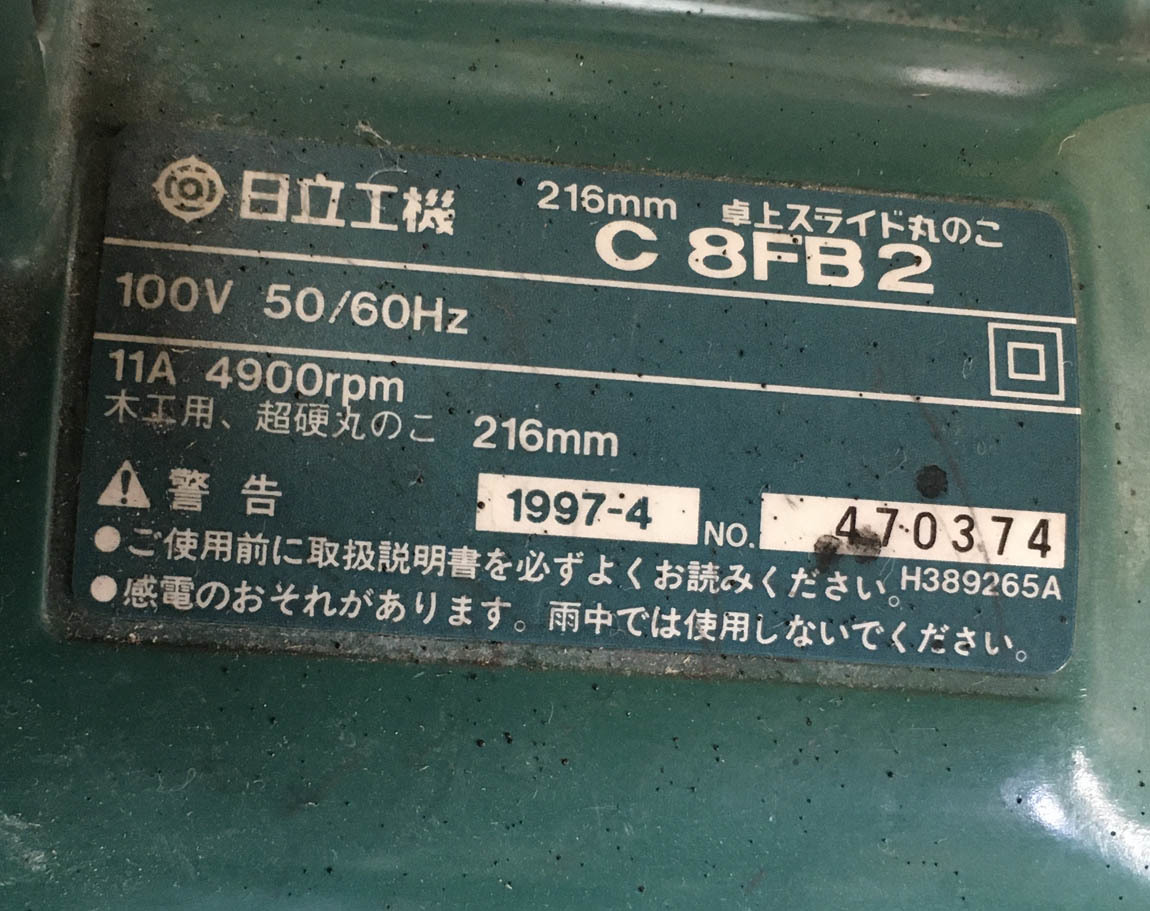 日立工機 216mm 卓上スライド丸のこ
C 8FB2
100V 50/60Hz
11A 4900rpm
木工用、超硬丸のこ 216mm
警告 1997-4 NO. 470374
●ご使用前に取扱説明書を必ずよくお読みください。H389265A
●感電のおそれがあります。雨中では使用しないでください。